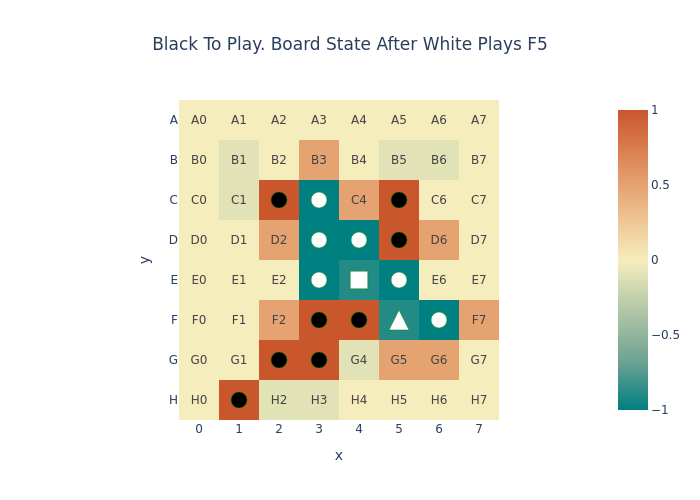 Black To Play. Board State After White Plays F5
A A0 A1 A2 A3 A4 A5 A6 A7
B B0 B1 B2 B3 B4 B5 B6 B7
C C0 C1 C4 C6 C7
D D0 D1 D2 D6 D7
E E0 E1 E2 E6 E7
F F0 F1 F2 F7
G G0 G1 G4 G5 G6 G7
H H0 H2 H3 H4 H5 H6 H7
0 1 2 3 4 5 6 7
x
y
1
0.5
0
−0.5
−1